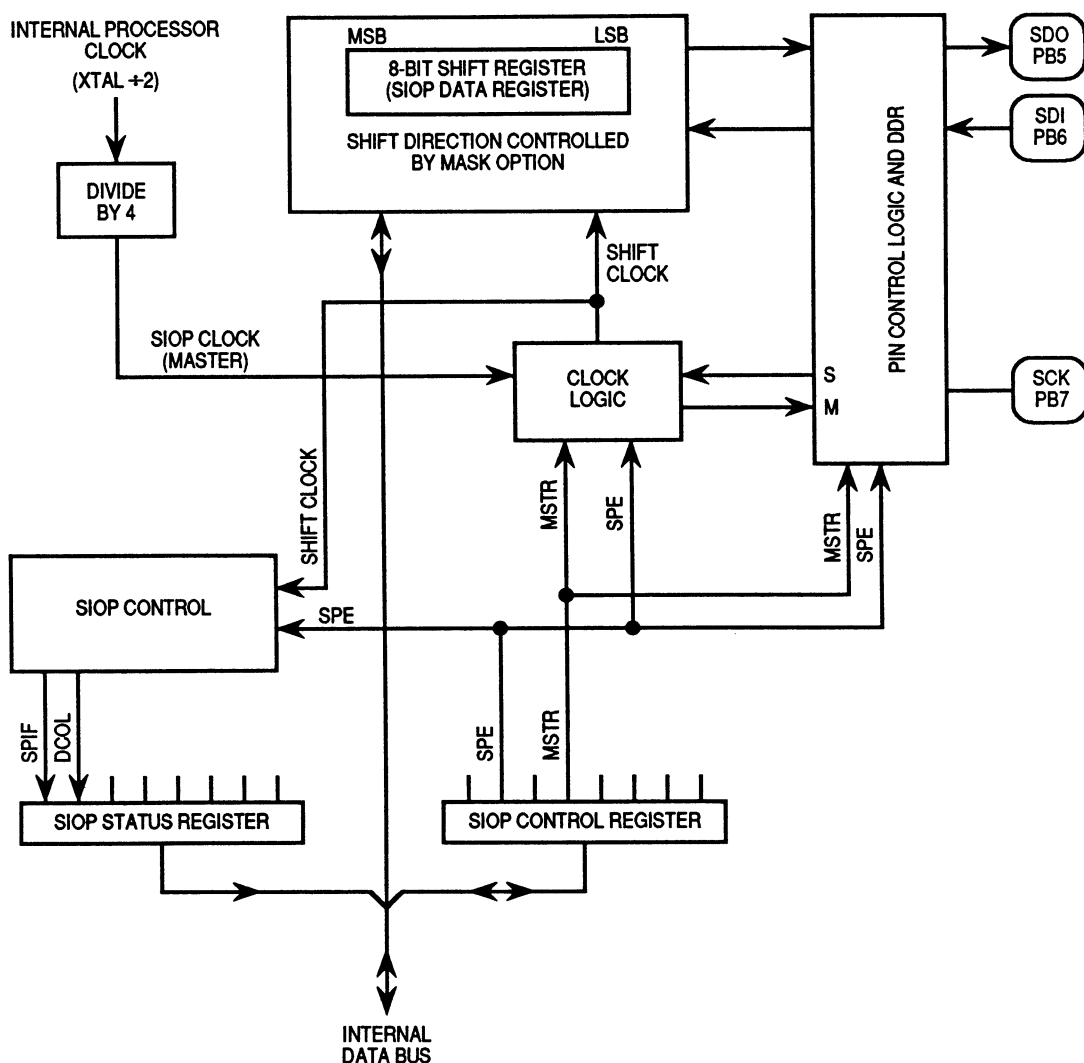 INTERNAL PROCESSOR
CLOCK
(XTAL ÷2)
DIVIDE
BY 4
MSB
LSB
8-BIT SHIFT REGISTER
(SIOP DATA REGISTER)
SHIFT DIRECTION CONTROLLED
BY MASK OPTION
PIN CONTROL LOGIC AND DDR
SDO
PB5
SDI
PB6
SCK
PB7
SHIFT
CLOCK
SIOP CLOCK
(MASTER)
CLOCK
LOGIC
S
M
SHIFT CLOCK
MSTR
SPE
MSTR
SPE
SIOP CONTROL
SPE
SPIF
DCOL
SPE
MSTR
SIOP STATUS REGISTER
SIOP CONTROL REGISTER
INTERNAL
DATA BUS